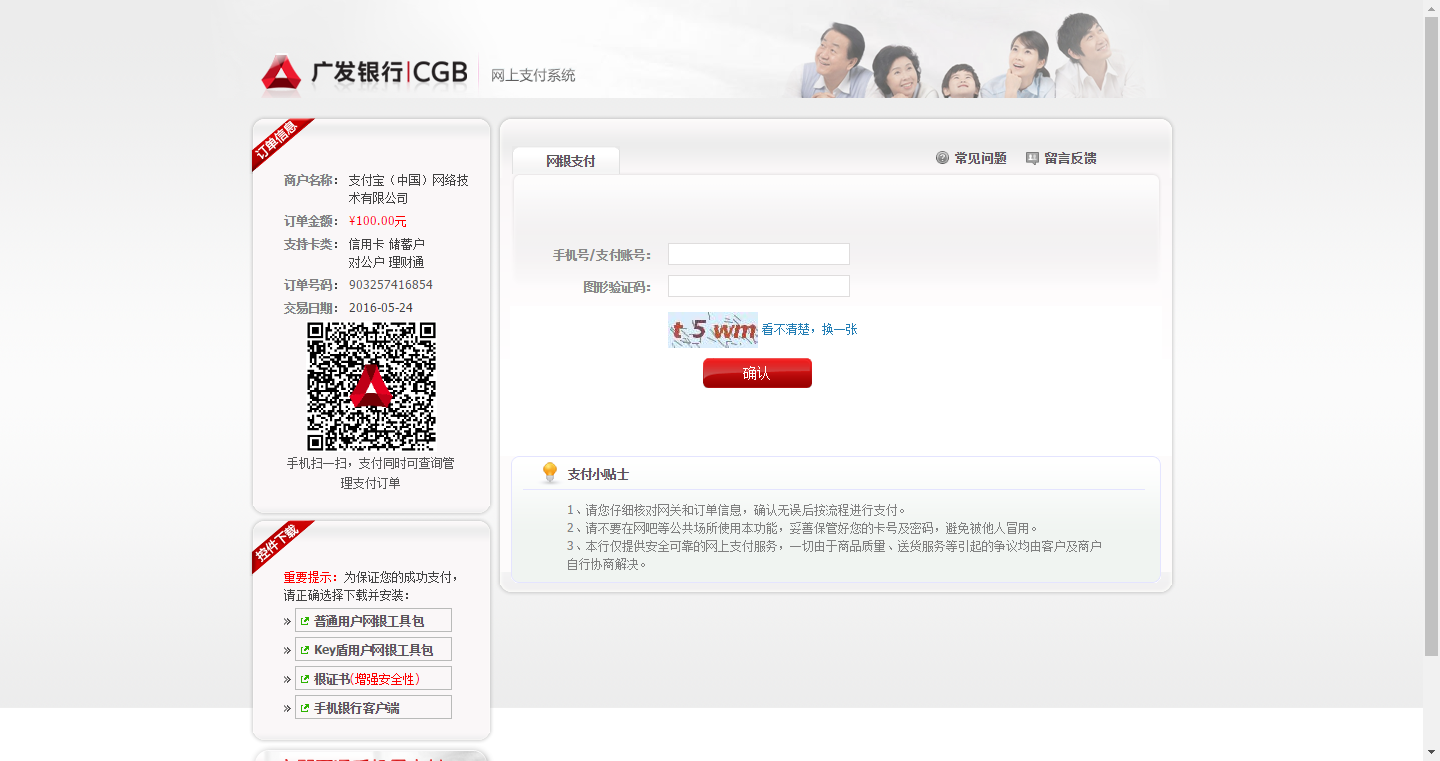 广发银行|CGB 网上支付系统
订单信息
商户名称： 支付宝（中国）网络技
术有限公司
订单金额： ¥100.00元
支持卡类： 信用卡 储蓄户
对公户 理财通
订单号码： 903257416854
交易日期： 2016-05-24
手机扫一扫，支付同时可查询管
理支付订单
控件下载
重要提示：为保证您的成功支付，
请正确选择下载并安装：
» 普通用户网银工具包
» Key盾用户网银工具包
» 根证书(增强安全性)
» 手机银行客户端
网银支付
常见问题 留言反馈
手机号/支付账号：
图形验证码：
t 5 wm 看不清楚，换一张
确认
支付小贴士
1、请您仔细核对网关和订单信息，确认无误后按流程进行支付。
2、请不要在网吧等公共场所使用本功能，妥善保管好您的卡号及密码，避免被他人冒用。
3、本行仅提供安全可靠的网上支付服务，一切由于商品质量、送货服务等引起的争议均由客户及商户
自行协商解决。